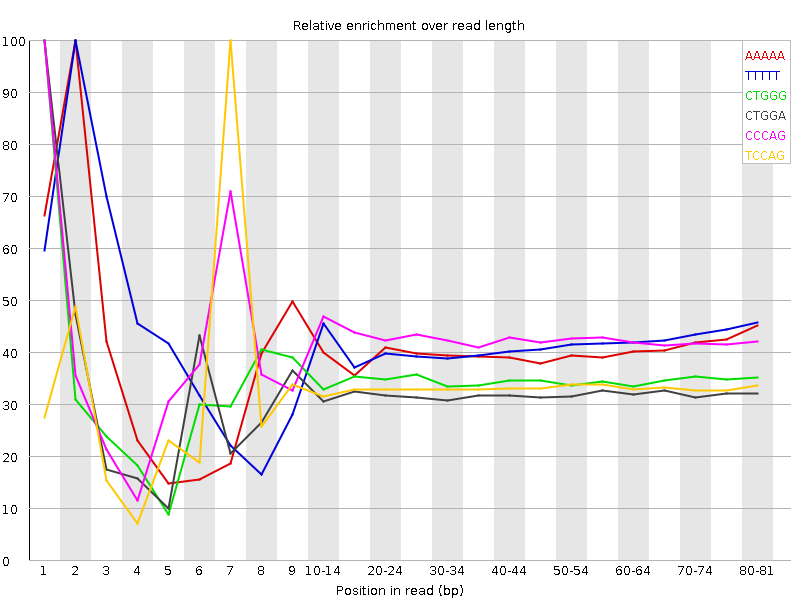 Relative enrichment over read length
100
90
80
70
60
50
40
30
20
10
0
AAAAA
TTTTT
CTGGG
CTGGA
CCCAG
TCCAG
1 2 3 4 5 6 7 8 9 10-14 20-24 30-34 40-44 50-54 60-64 70-74 80-81
Position in read (bp)